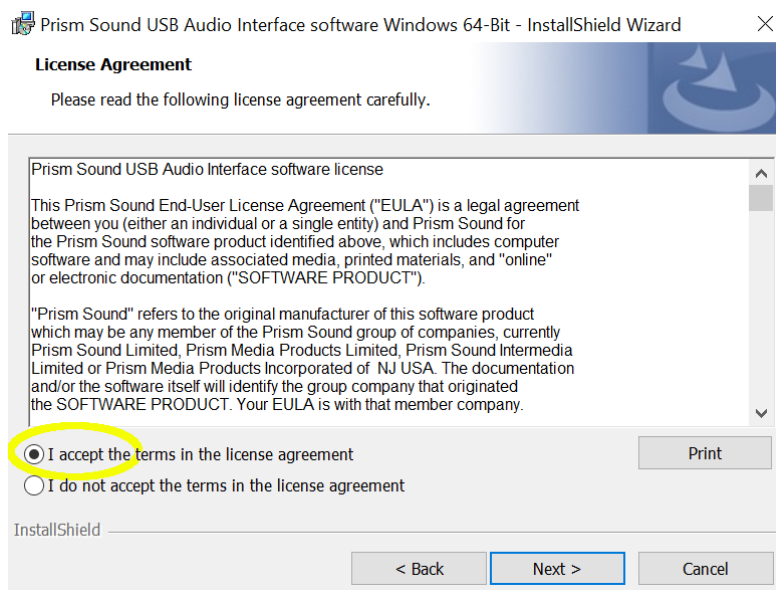 Prism Sound USB Audio Interface software Windows 64-Bit - InstallShield Wizard
License Agreement
Please read the following license agreement carefully.
Prism Sound USB Audio Interface software license
This Prism Sound End-User License Agreement ("EULA") is a legal agreement
between you (either an individual or a single entity) and Prism Sound for
the Prism Sound software product identified above, which includes computer
software and may include associated media, printed materials, and "online"
or electronic documentation ("SOFTWARE PRODUCT").
"Prism Sound" refers to the original manufacturer of this software product
which may be any member of the Prism Sound group of companies, currently
Prism Sound Limited, Prism Media Products Limited, Prism Sound Intermedia
Limited or Prism Media Products Incorporated of  NJ USA. The documentation
and/or the software itself will identify the group company that originated
the SOFTWARE PRODUCT. Your EULA is with that member company.
I accept the terms in the license agreement
Print
I do not accept the terms in the license agreement
InstallShield
< Back
Next >
Cancel